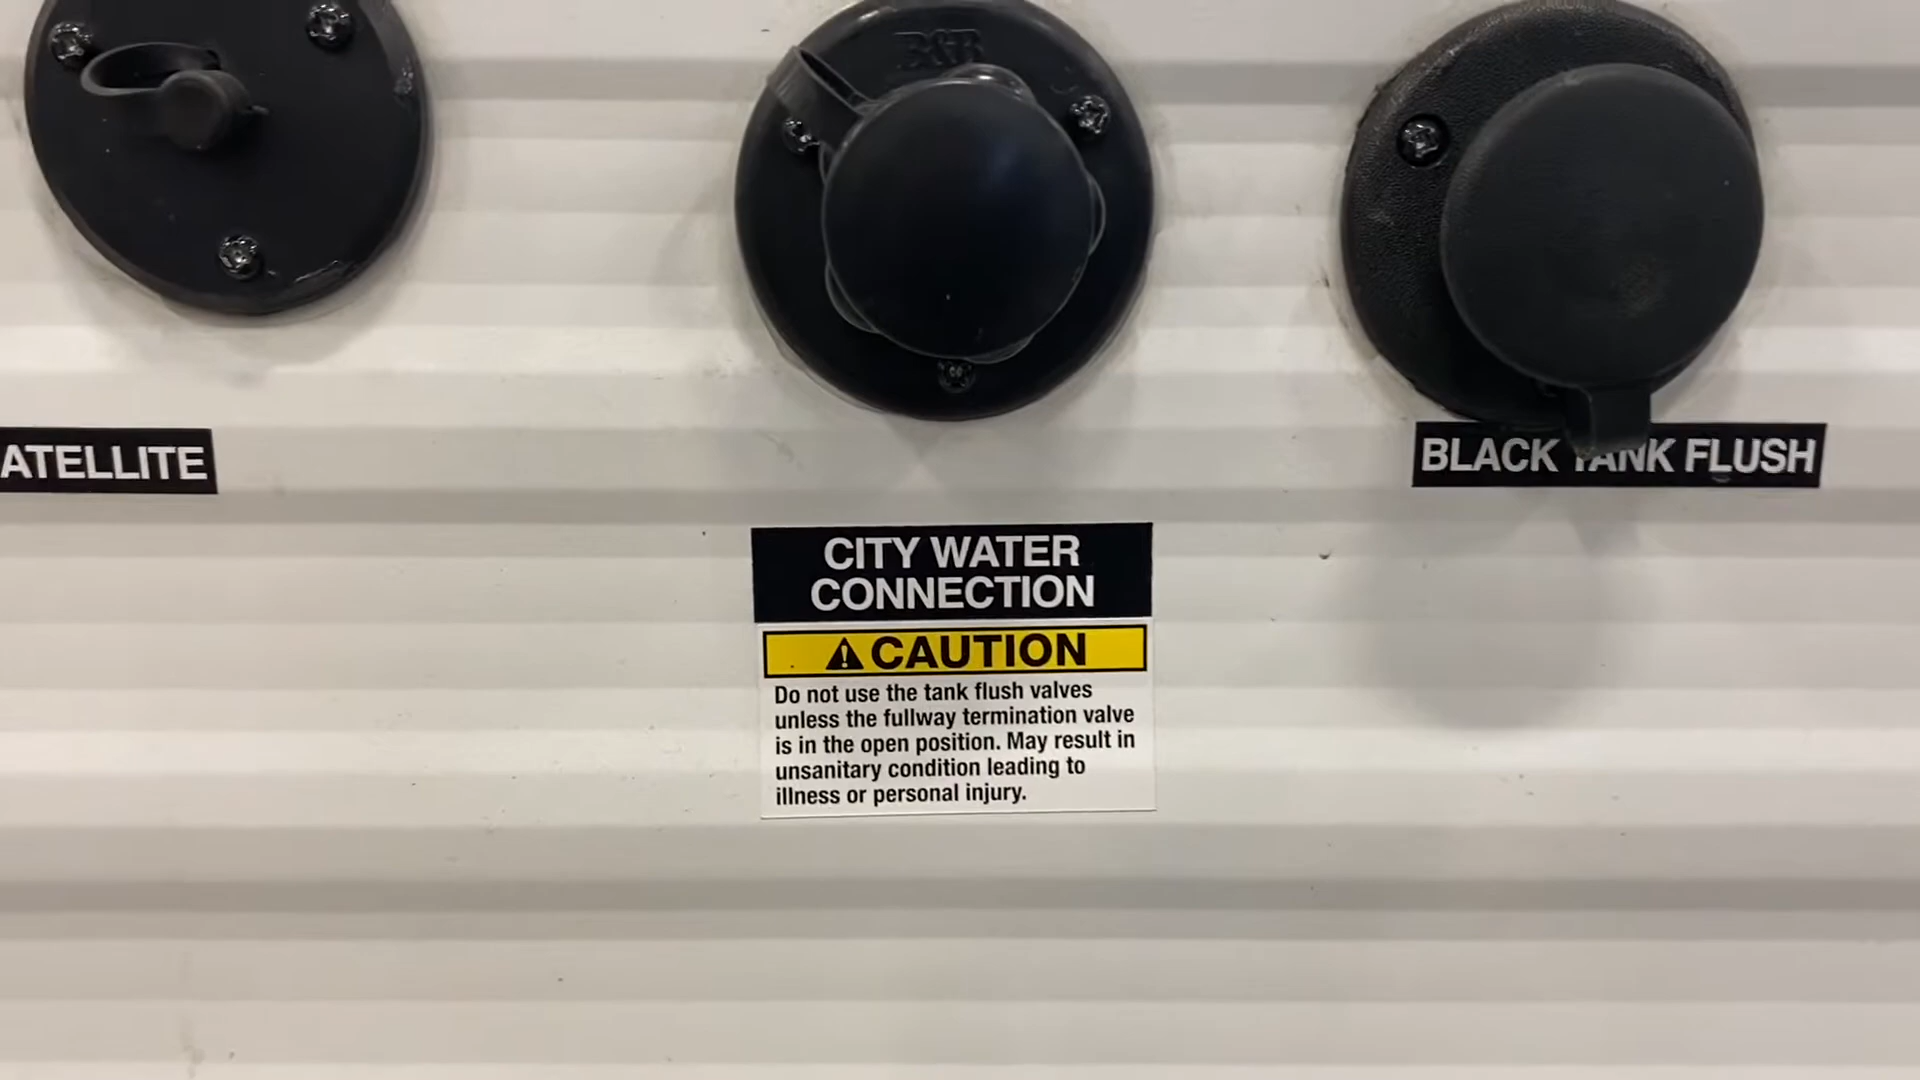 B&B
ATELLITE
BLACK TANK FLUSH
CITY WATER
CONNECTION
CAUTION
Do not use the tank flush valves
unless the fullway termination valve
is in the open position. May result in
unsanitary condition leading to
illness or personal injury.